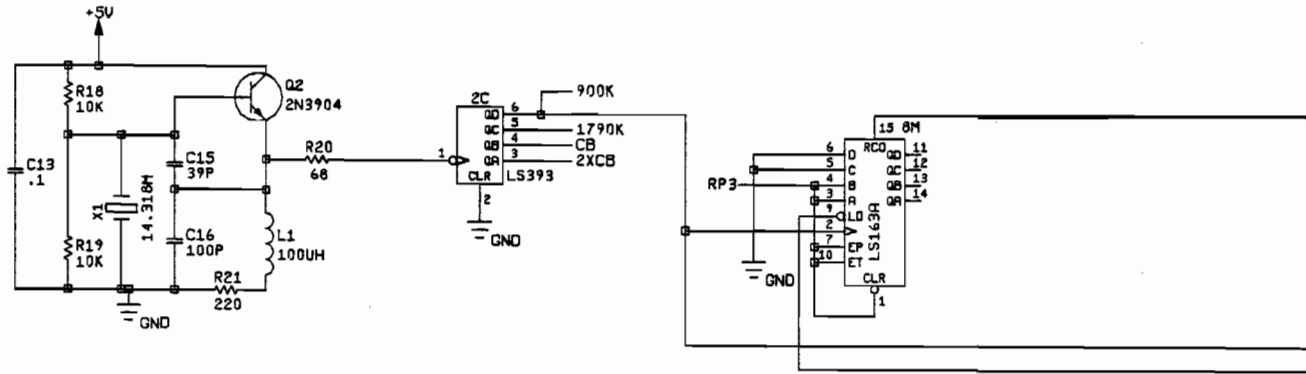 +5V
R18
10K
Q2
2N3904
C13
.1
X1
14.318M
C15
39P
R20
68
R19
10K
C16
100P
L1
100UH
R21
220
GND
2C
QD 6
QC 5
QB 4
QA 3
1
CLR
LS393
2
GND
900K
1790K
CB
2XCB
15 8M
RCO
6 D
5 C
RP3
4 B
3 A
9 LD
2
7 EP
10 ET
CLR
1
LS163A
QD 11
QC 12
QB 13
QA 14
GND